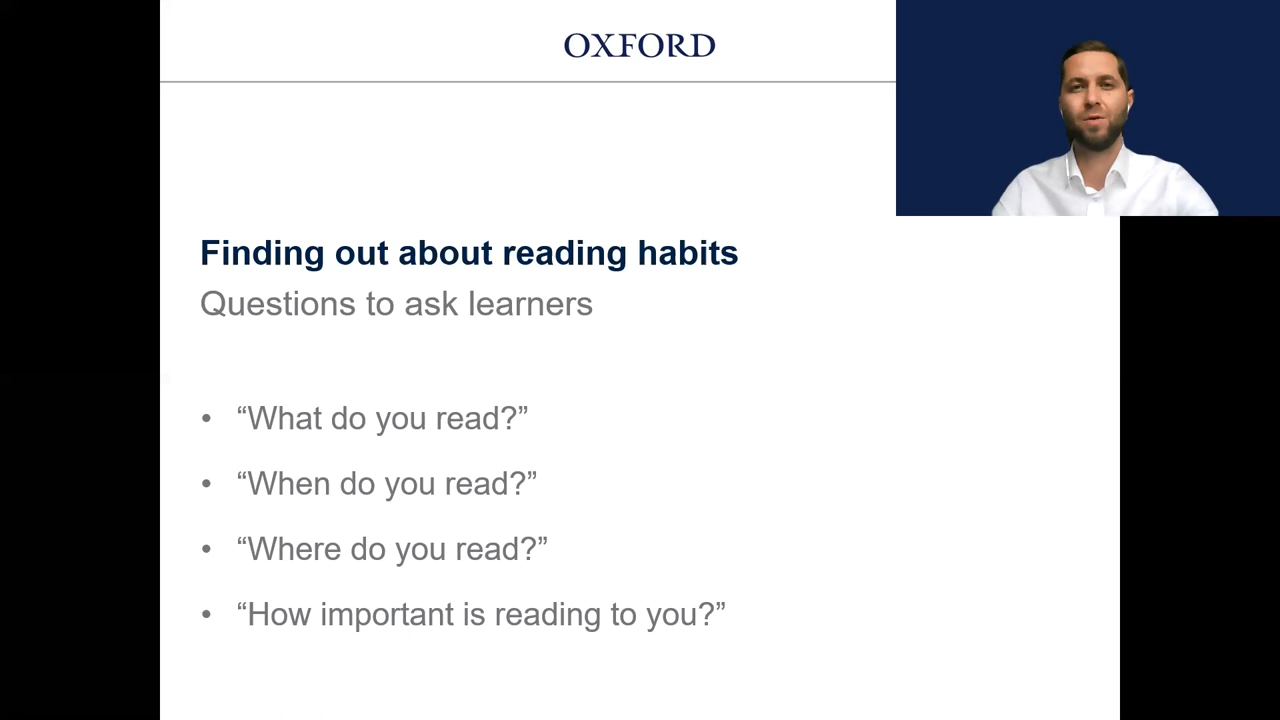 OXFORD
Finding out about reading habits
Questions to ask learners
• “What do you read?”
• “When do you read?”
• “Where do you read?”
• “How important is reading to you?”